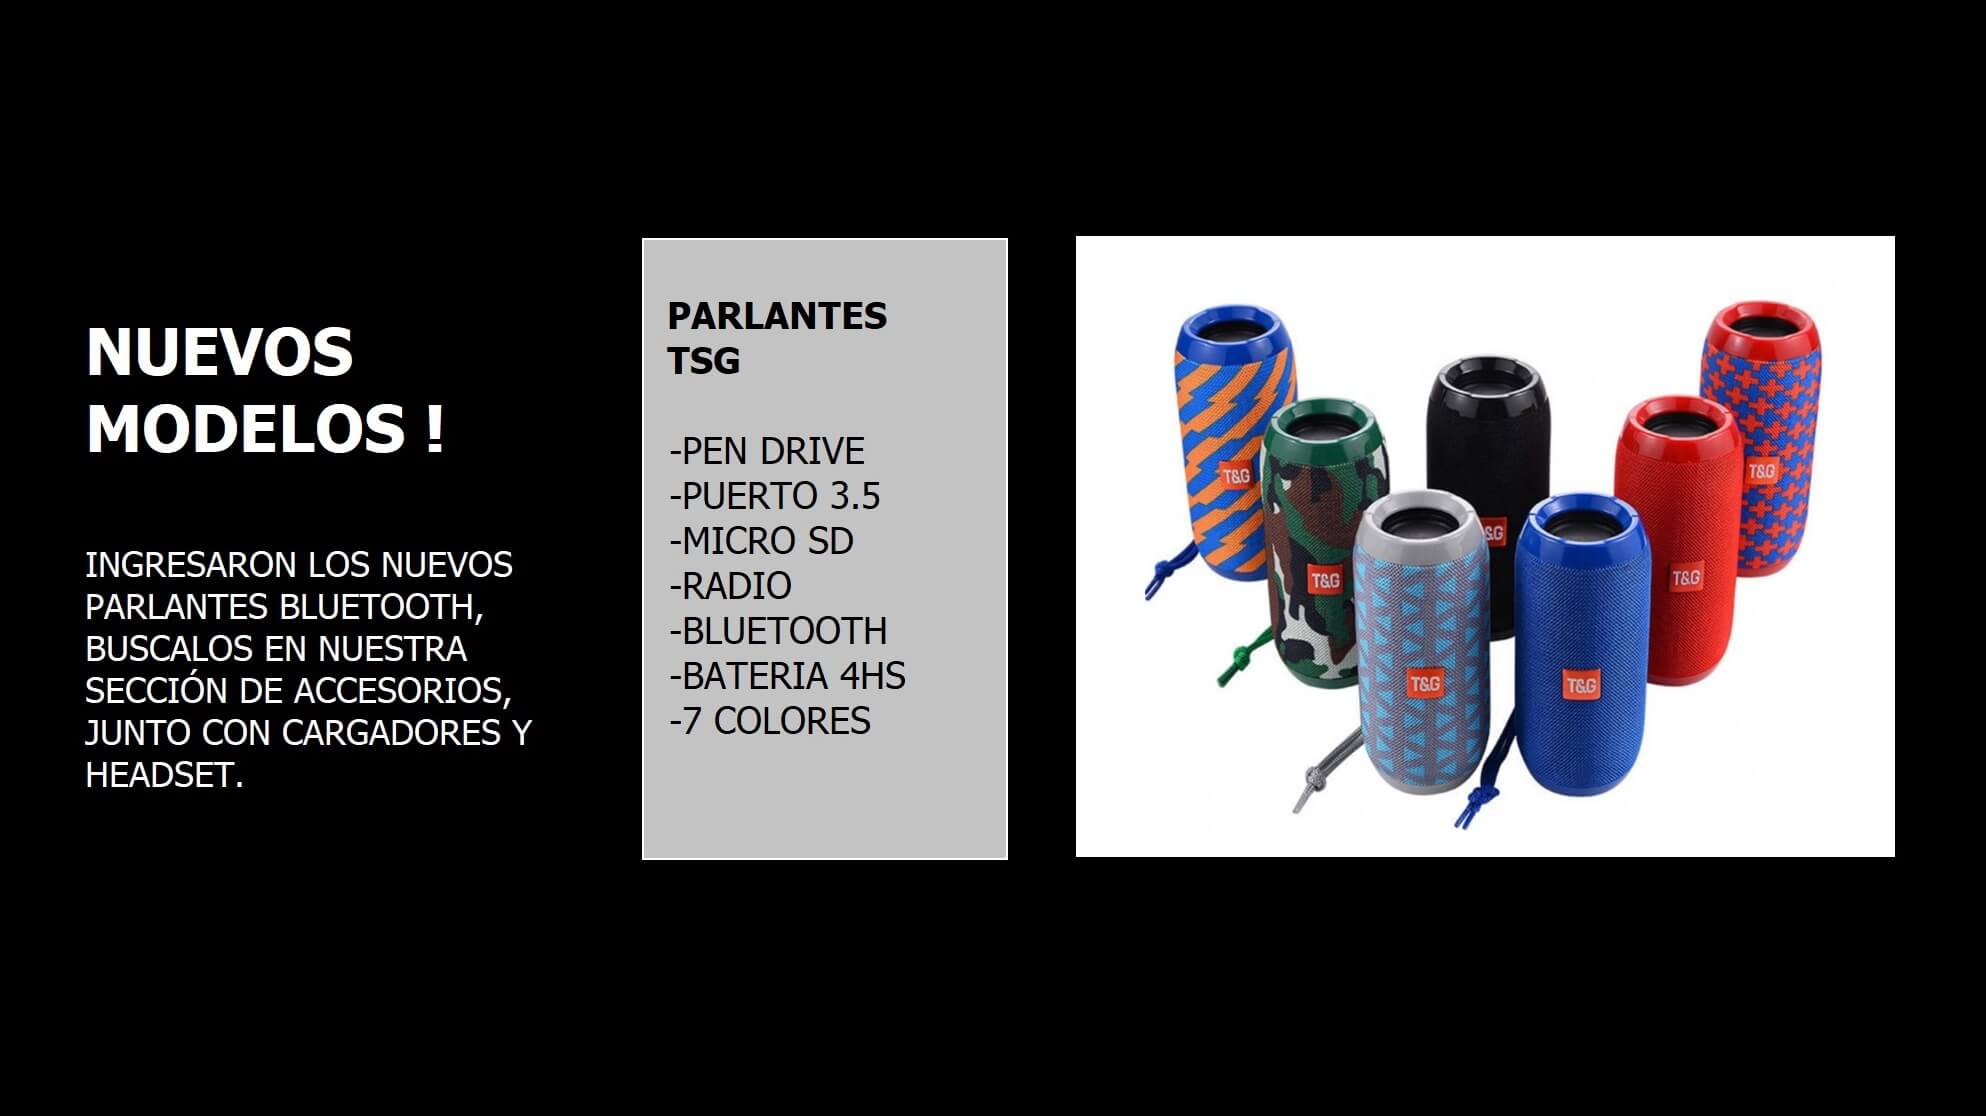 NUEVOS
MODELOS !
INGRESARON LOS NUEVOS
PARLANTES BLUETOOTH,
BUSCALOS EN NUESTRA
SECCIÓN DE ACCESORIOS,
JUNTO CON CARGADORES Y
HEADSET.
PARLANTES
TSG
-PEN DRIVE
-PUERTO 3.5
-MICRO SD
-RADIO
-BLUETOOTH
-BATERIA 4HS
-7 COLORES
T&G
T&G
&G
T&G
T&G
T&G
T&G